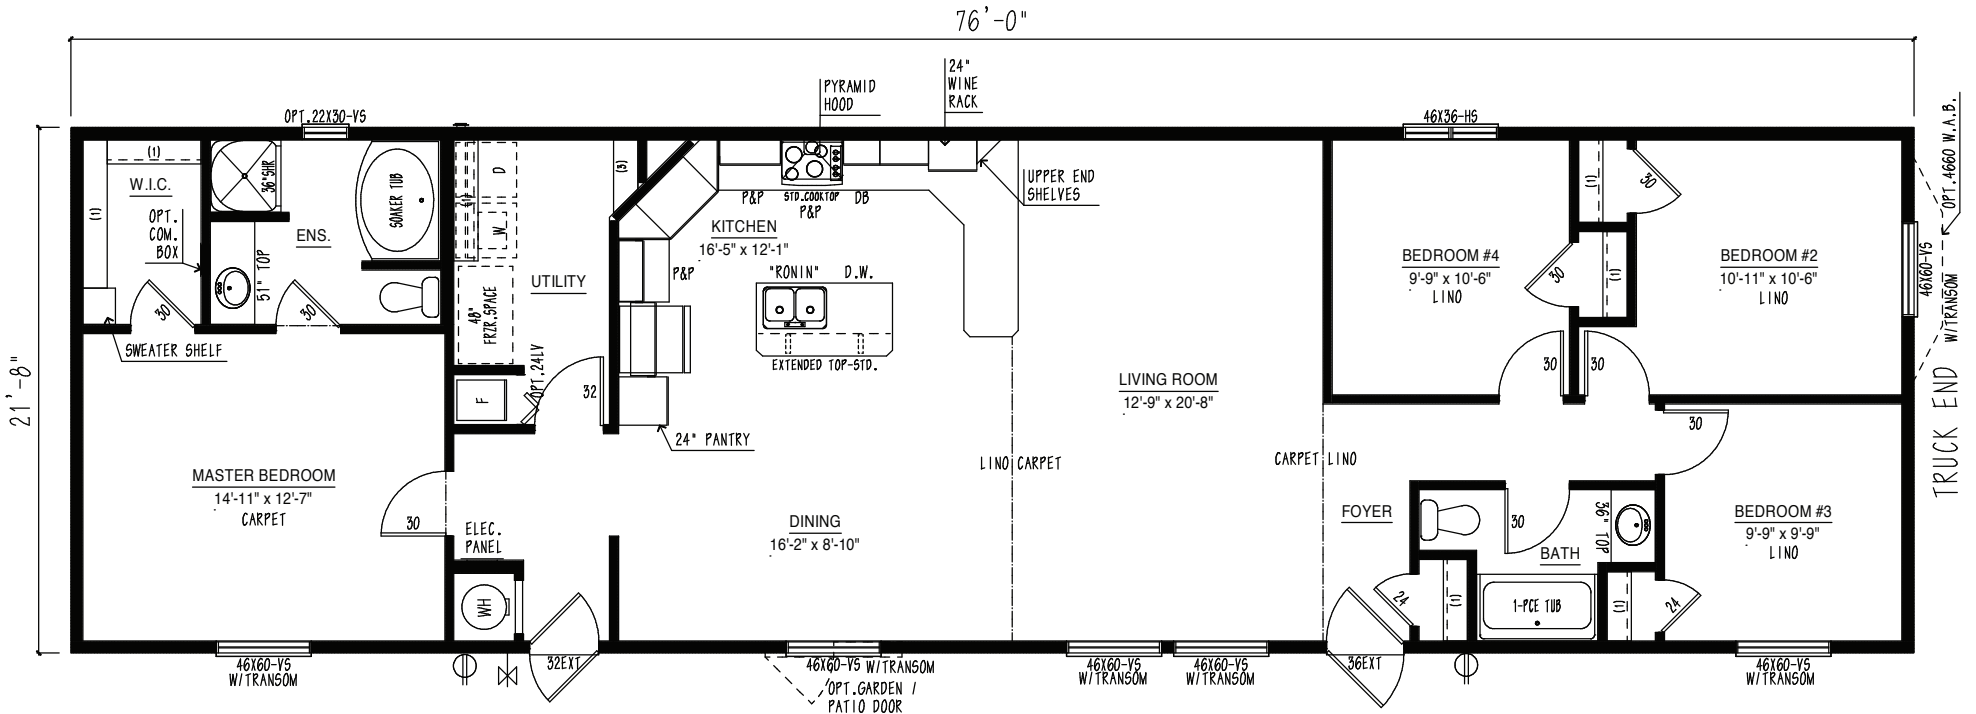 76'-0"
21'-8"
OPT.22X30-VS
PYRAMID
HOOD
24"
WINE
RACK
46X36-HS
OPT.4660 W.A.B.
(1)
W.I.C.
(1)
OPT.
COM.
BOX
36"SHR
ENS.
51" TOP
SOAKER TUB
30
30
SWEATER SHELF
MASTER BEDROOM
14'-11" x 12'-7"
CARPET
30
(1)
D
W
48"
FRZR.SPACE
UTILITY
(3)
OPT.24LV
F
32
ELEC.
PANEL
WH
32EXT
P&P
STD.COOKTOP
P&P
DB
UPPER END
SHELVES
KITCHEN
16'-5" x 12'-1"
P&P
"RONIN"
D.W.
EXTENDED TOP-STD.
24" PANTRY
LIVING ROOM
12'-9" x 20'-8"
LINO CARPET
CARPET LINO
DINING
16'-2" x 8'-10"
FOYER
BEDROOM #4
9'-9" x 10'-6"
LINO
30
(1)
30
(1)
30
30
BEDROOM #2
10'-11" x 10'-6"
LINO
46X60-VS
W/TRANSOM
TRUCK END
30
BEDROOM #3
9'-9" x 9'-9"
LINO
30
36" TOP
BATH
1-PCE TUB
24
(1)
(1)
24
36EXT
46X60-VS
W/TRANSOM
46X60-VS W/TRANSOM
OPT.GARDEN /
PATIO DOOR
46X60-VS
W/TRANSOM
46X60-VS
W/TRANSOM
46X60-VS
W/TRANSOM